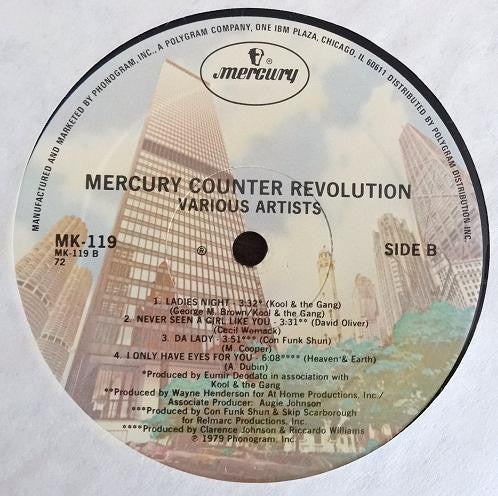 MANUFACTURED AND MARKETED BY PHONOGRAM, INC., A POLYGRAM COMPANY, ONE IBM PLAZA, CHICAGO, IL 60611 DISTRIBUTED BY POLYGRAM DISTRIBUTION INC.
mercury ®
MERCURY COUNTER REVOLUTION
VARIOUS ARTISTS
MK-119
MK-119 B
72
®
SIDE B
1. LADIES NIGHT - 3:32* (Kool & the Gang)
(George M. Brown/Kool & the Gang)
2. NEVER SEEN A GIRL LIKE YOU - 3:31** (David Oliver)
(Cecil Womack)
3. DA LADY - 3:51*** (Con Funk Shun)
(M. Cooper)
4. I ONLY HAVE EYES FOR YOU - 6:08**** (Heaven & Earth)
(A. Dubin)
*Produced by Eumir Deodato in association with
Kool & the Gang
**Produced by Wayne Henderson for At Home Productions, Inc./
Associate Producer: Augie Johnson
***Produced by Con Funk Shun & Skip Scarborough
for Relmarc Productions, Inc.
****Produced by Clarence Johnson & Riccardo Williams
℗ 1979 Phonogram, Inc.